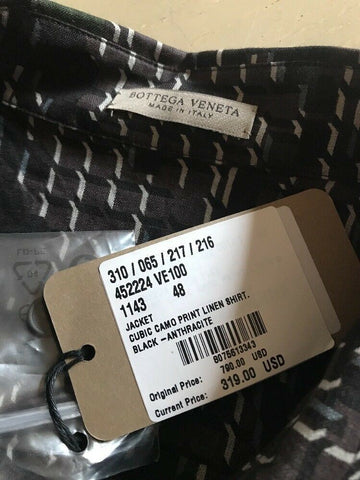 BOTTEGA VENETA
MADE IN ITALY
310 / 065 / 217 / 216
452224 VE100
1143 48
JACKET
CUBIC CAMO PRINT LINEN SHIRT.
BLACK -ANTHRACITE
8075613343
Original Price: 790.00 USD
Current Price: 319.00 USD